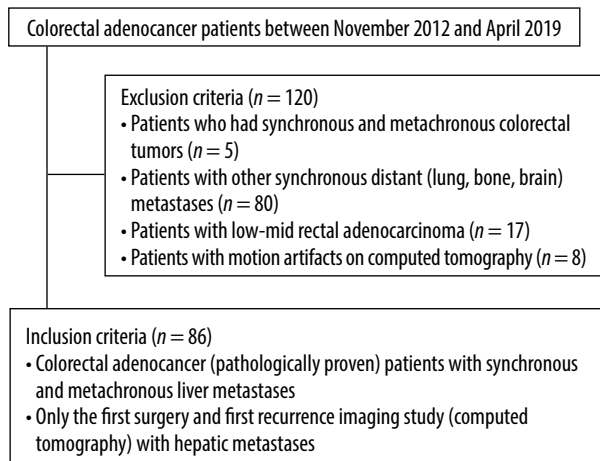 Colorectal adenocancer patients between November 2012 and April 2019
Exclusion criteria (n = 120)
• Patients who had synchronous and metachronous colorectal
tumors (n = 5)
• Patients with other synchronous distant (lung, bone, brain)
metastases (n = 80)
• Patients with low-mid rectal adenocarcinoma (n = 17)
• Patients with motion artifacts on computed tomography (n = 8)
Inclusion criteria (n = 86)
• Colorectal adenocancer (pathologically proven) patients with synchronous
and metachronous liver metastases
• Only the first surgery and first recurrence imaging study (computed
tomography) with hepatic metastases